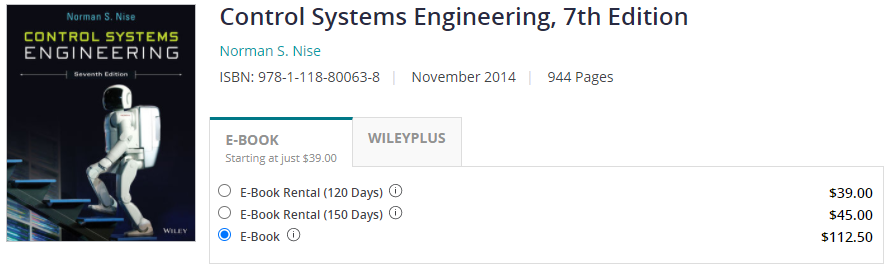 Norman S. Nise
CONTROL SYSTEMS
ENGINEERING
Seventh Edition
WILEY
Control Systems Engineering, 7th Edition
Norman S. Nise
ISBN: 978-1-118-80063-8 | November 2014 | 944 Pages
E-BOOK
Starting at just $39.00
WILEYPLUS
E-Book Rental (120 Days) $39.00
E-Book Rental (150 Days) $45.00
E-Book $112.50